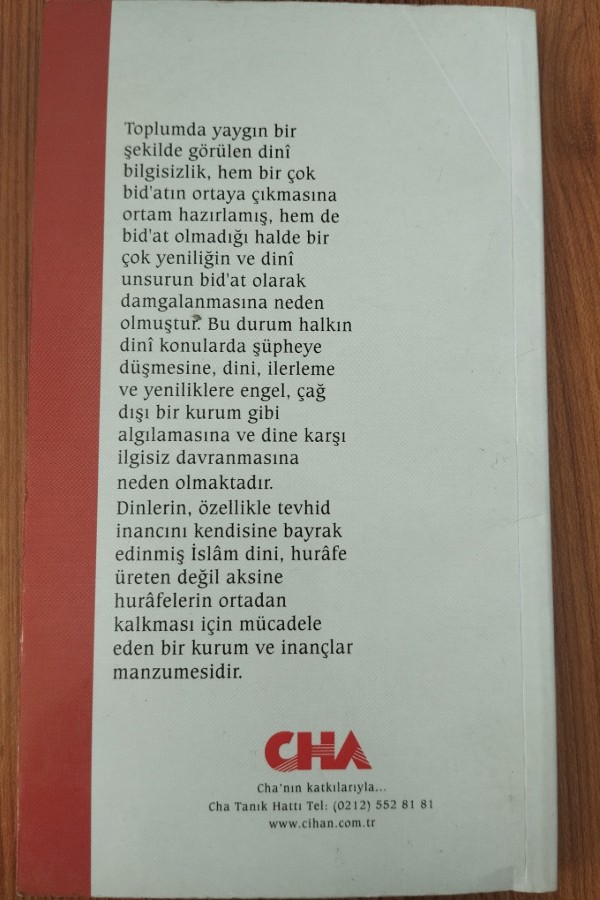 Toplumda yaygın bir
şekilde görülen dinî
bilgisizlik, hem bir çok
bid'atın ortaya çıkmasına
ortam hazırlamış, hem de
bid'at olmadığı halde bir
çok yeniliğin ve dinî
unsurun bid'at olarak
damgalanmasına neden
olmuştur. Bu durum halkın
dinî konularda şüpheye
düşmesine, dini, ilerleme
ve yeniliklere engel, çağ
dışı bir kurum gibi
algılamasına ve dine karşı
ilgisiz davranmasına
neden olmaktadır.
Dinlerin, özellikle tevhid
inancını kendisine bayrak
edinmiş İslâm dini, hurâfe
üreten değil aksine
hurâfelerin ortadan
kalkması için mücadele
eden bir kurum ve inançlar
manzumesidir.
CHA
Cha'nın katkılarıyla...
Cha Tanık Hattı Tel: (0212) 552 81 81
www.cihan.com.tr